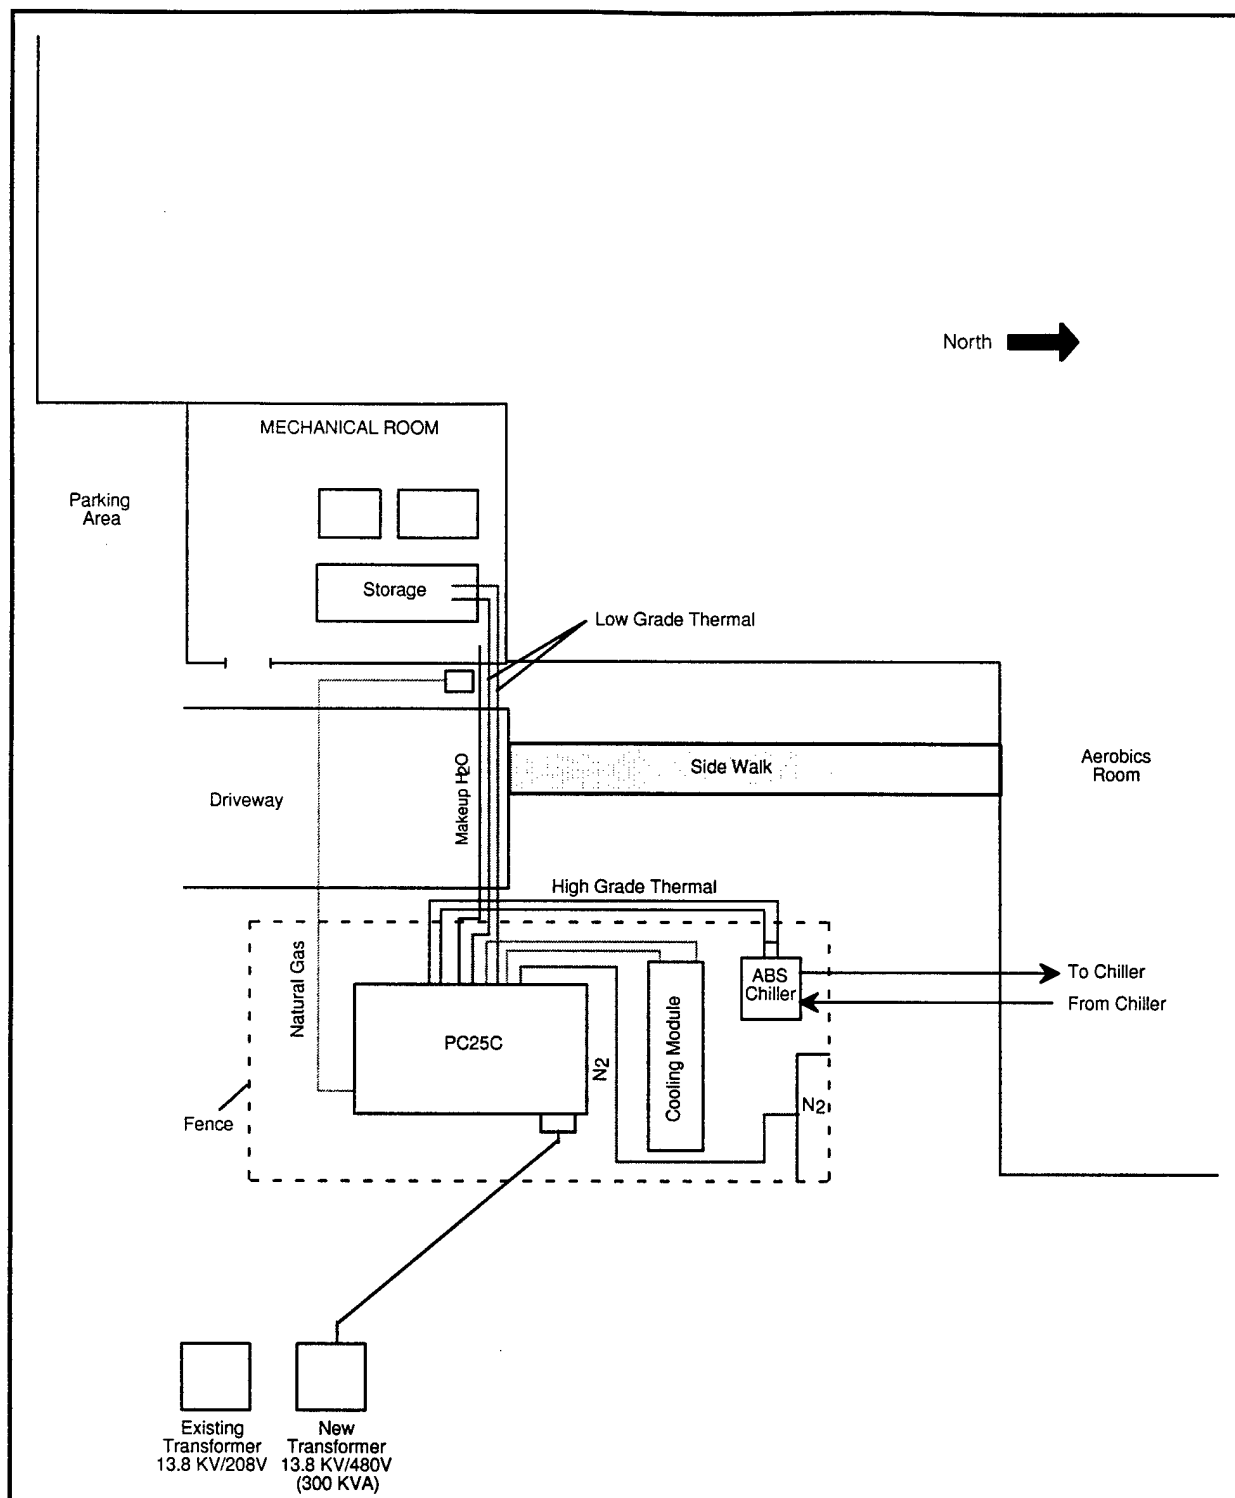 North
MECHANICAL ROOM
Parking
Area
Storage
Low Grade Thermal
Side Walk
Aerobics
Room
Driveway
Makeup H2O
High Grade Thermal
Natural Gas
ABS
Chiller
To Chiller
From Chiller
PC25C
N2
Cooling Module
N2
Fence
Existing
Transformer
13.8 KV/208V
New
Transformer
13.8 KV/480V
(300 KVA)